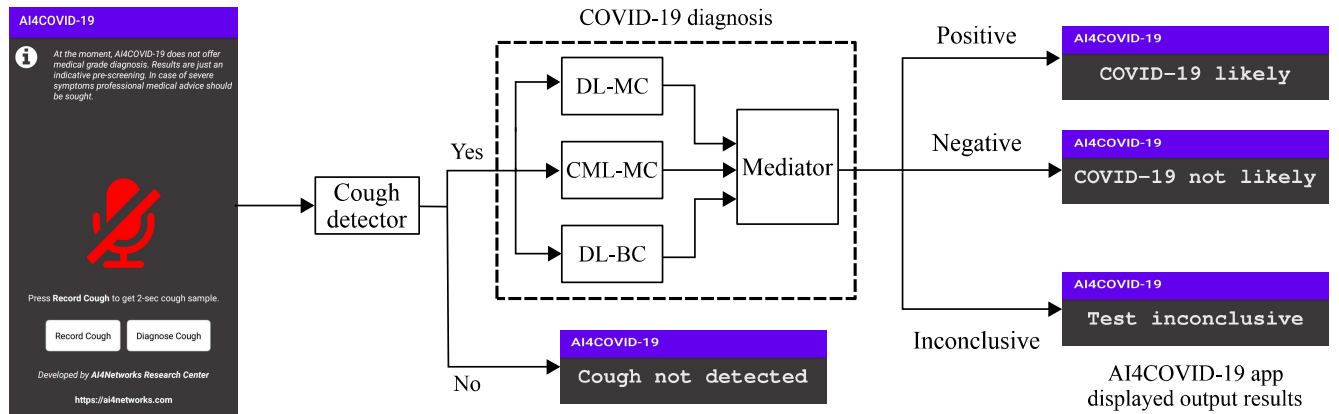 AI4COVID-19
At the moment, AI4COVID-19 does not offer
medical grade diagnosis. Results are just an
indicative pre-screening. In case of severe
symptoms professional medical advice should
be sought.
Press Record Cough to get 2-sec cough sample.
Record Cough
Diagnose Cough
Developed by AI4Networks Research Center
https://ai4networks.com
Cough
detector
Yes
No
COVID-19 diagnosis
DL-MC
CML-MC
DL-BC
Mediator
AI4COVID-19
Cough not detected
Positive
AI4COVID-19
COVID-19 likely
Negative
AI4COVID-19
COVID-19 not likely
Inconclusive
AI4COVID-19
Test inconclusive
AI4COVID-19 app
displayed output results